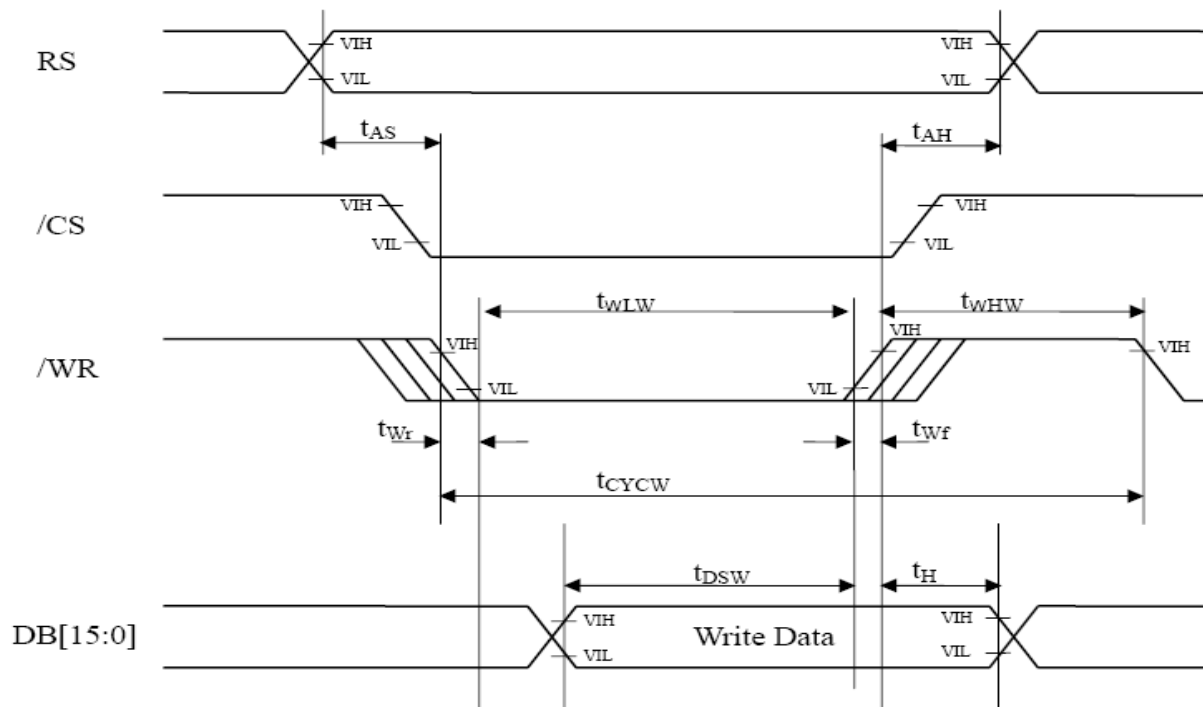 RS
VIH
VIL
VIH
VIL
tAS
tAH
/CS
VIH
VIL
VIH
VIL
tWLW
tWHW
/WR
VIH
VIL
VIH
VIL
VIH
tWr
tWf
tCYCW
tDSW
tH
DB[15:0]
VIH
VIL
Write Data
VIH
VIL